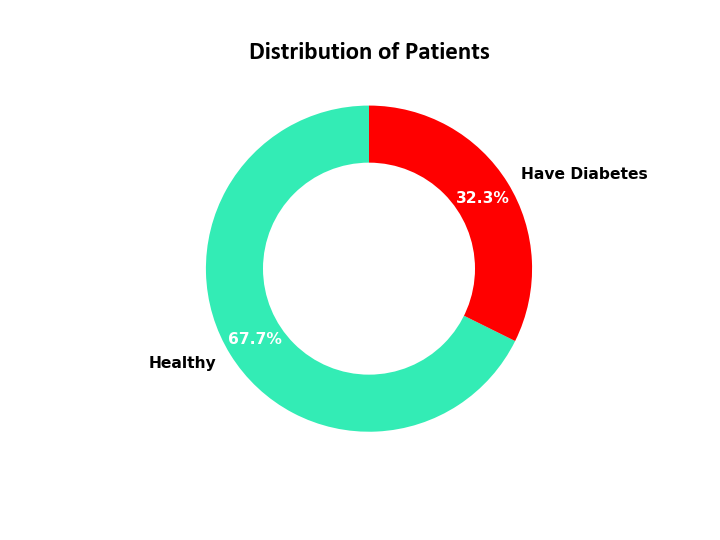 Distribution of Patients
Have Diabetes
32.3%
67.7%
Healthy